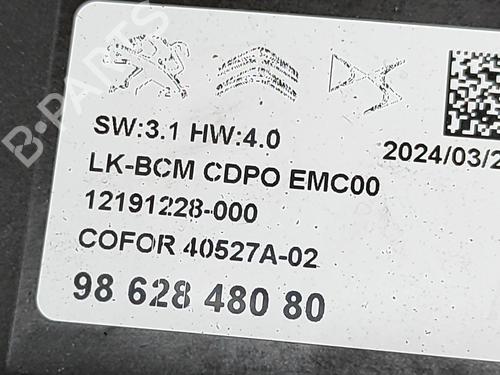 SW:3.1 HW:4.0
2024/03/2
LK-BCM CDPO EMC00
12191228-000
COFOR 40527A-02
98 628 480 80
B-PARTS